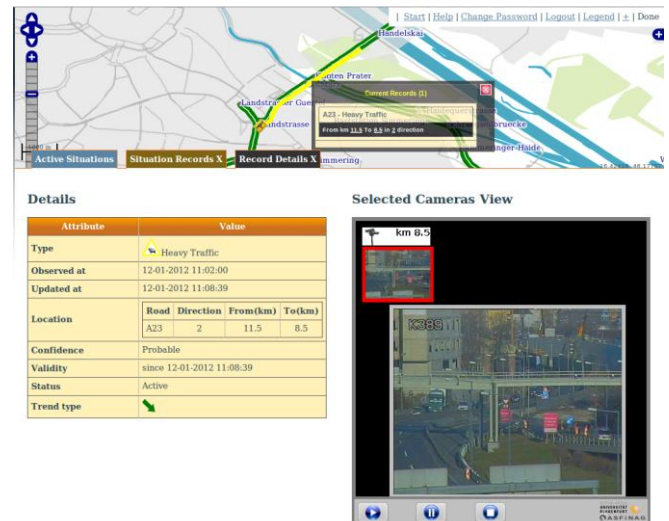 | Start | Help | Change Password | Logout | Legend | ± | Done
Handelskai
Knoten Prater
Current Records (1)
A23 - Heavy Traffic
From km 11.5 To 8.5 in 2 direction
Landstrasse
Active Situations
Situation Records X
Record Details X
Details
Attribute Value
Type Heavy Traffic
Observed at 12-01-2012 11:02:00
Updated at 12-01-2012 11:08:39
Location
Road Direction From(km) To(km)
A23 2 11.5 8.5
Confidence Probable
Validity since 12-01-2012 11:08:39
Status Active
Trend type
Selected Cameras View
km 8.5
K389
UNIVERSITÄT
KLAGENFURT
ASFINAG